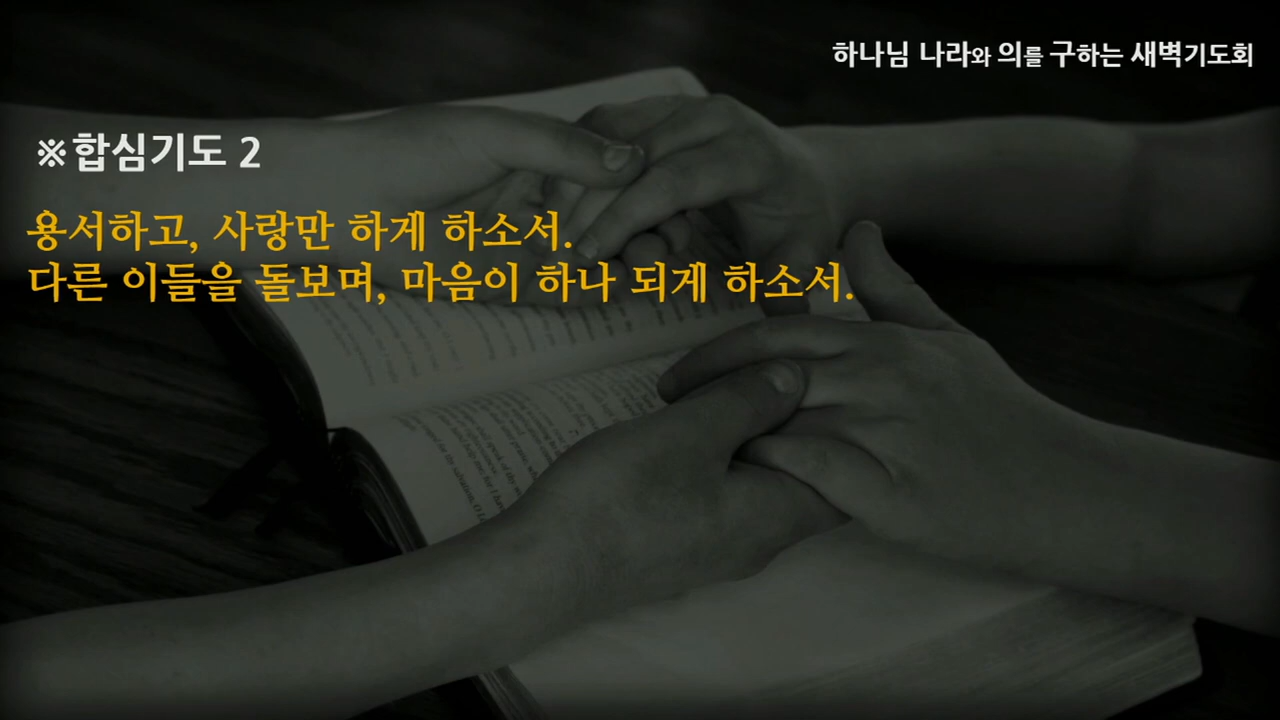 하나님 나라와 의를 구하는 새벽기도회
※합심기도 2
용서하고, 사랑만 하게 하소서.
다른 이들을 돌보며, 마음이 하나 되게 하소서.